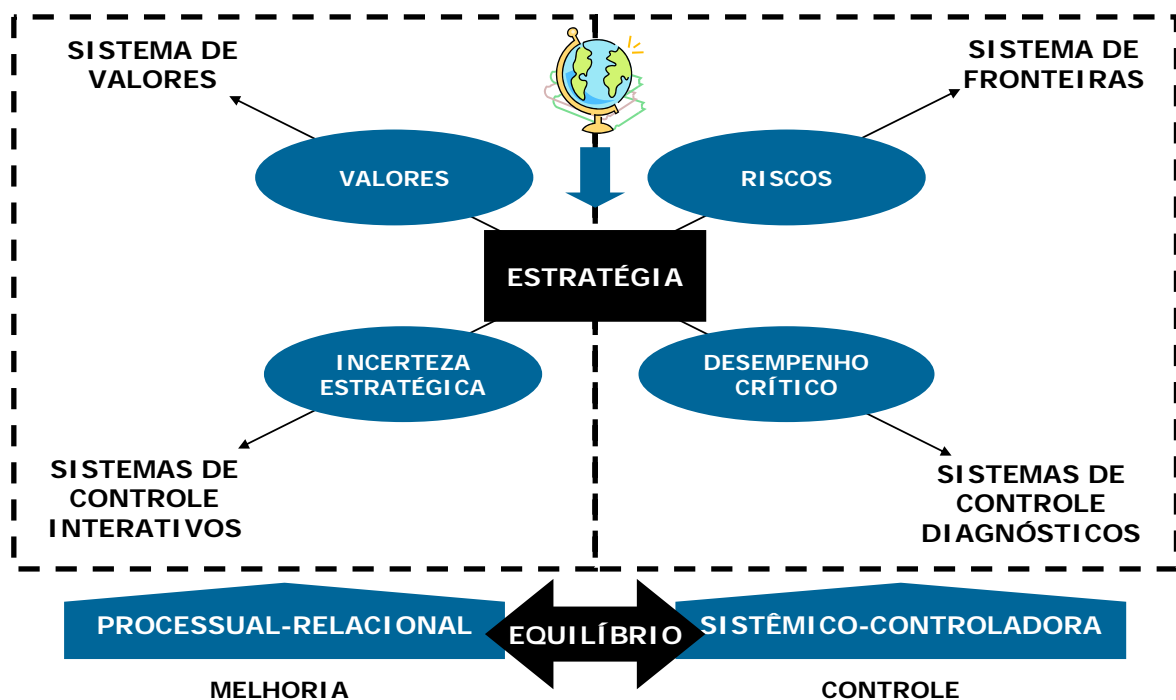 SISTEMA DE
VALORES
SISTEMA DE
FRONTEIRAS
VALORES
RISCOS
ESTRATÉGIA
INCERTEZA
ESTRATÉGICA
DESEMPENHO
CRÍTICO
SISTEMAS DE
CONTROLE
INTERATIVOS
SISTEMAS DE
CONTROLE
DIAGNÓSTICOS
PROCESSUAL-RELACIONAL
EQUILÍBRIO
SISTÊMICO-CONTROLADORA
MELHORIA
CONTROLE